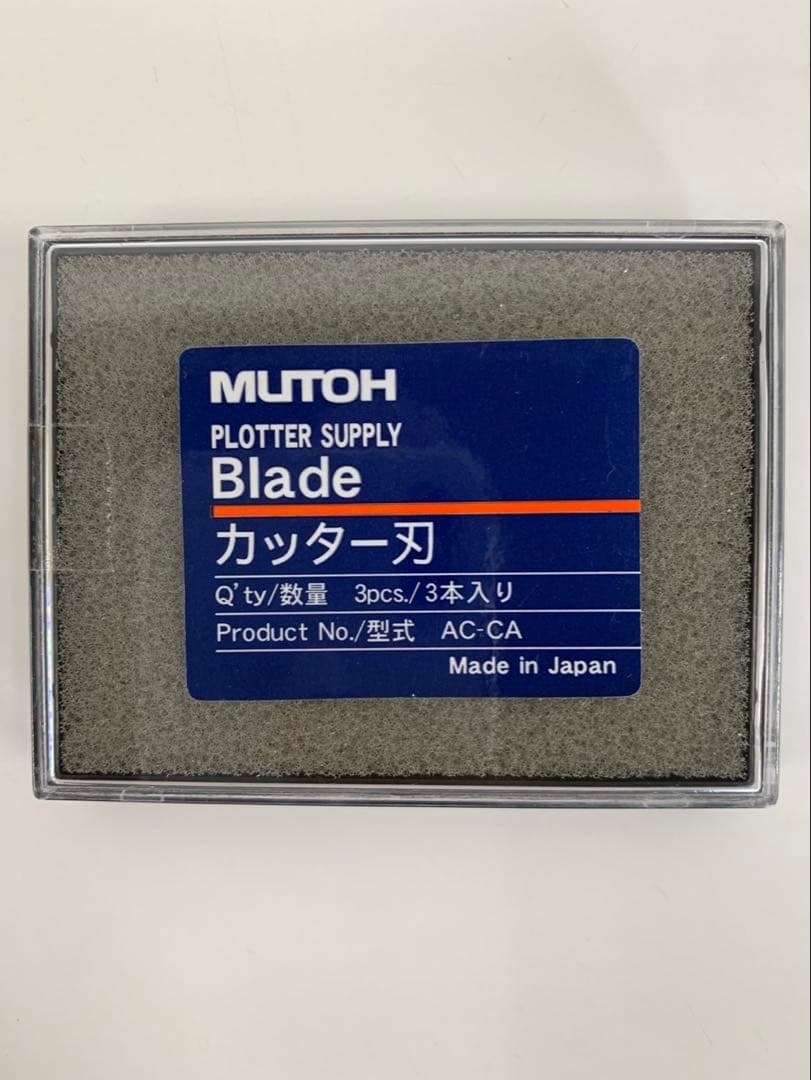 MUTOH
PLOTTER SUPPLY
Blade
カッター刃
Q'ty/数量 3pcs./3本入り
Product No./型式 AC-CA
Made in Japan